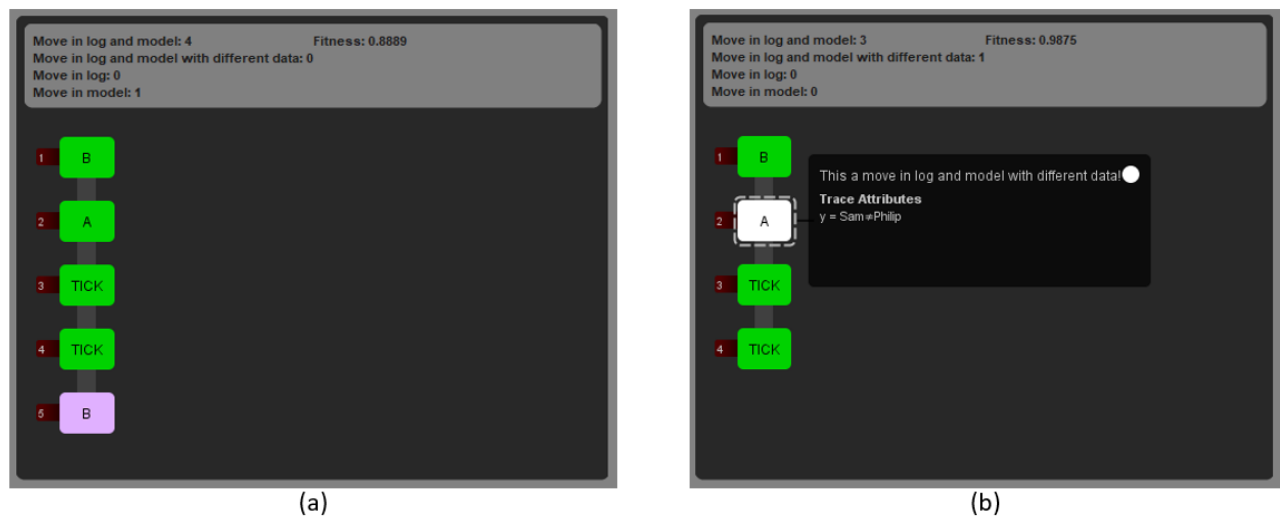 Move in log and model: 4 Fitness: 0.8889
Move in log and model with different data: 0
Move in log: 0
Move in model: 1
1 B
2 A
3 TICK
4 TICK
5 B
(a)
Move in log and model: 3 Fitness: 0.9875
Move in log and model with different data: 1
Move in log: 0
Move in model: 0
1 B
This a move in log and model with different data!
Trace Attributes
2 A
y = Sam≠Philip
3 TICK
4 TICK
(b)